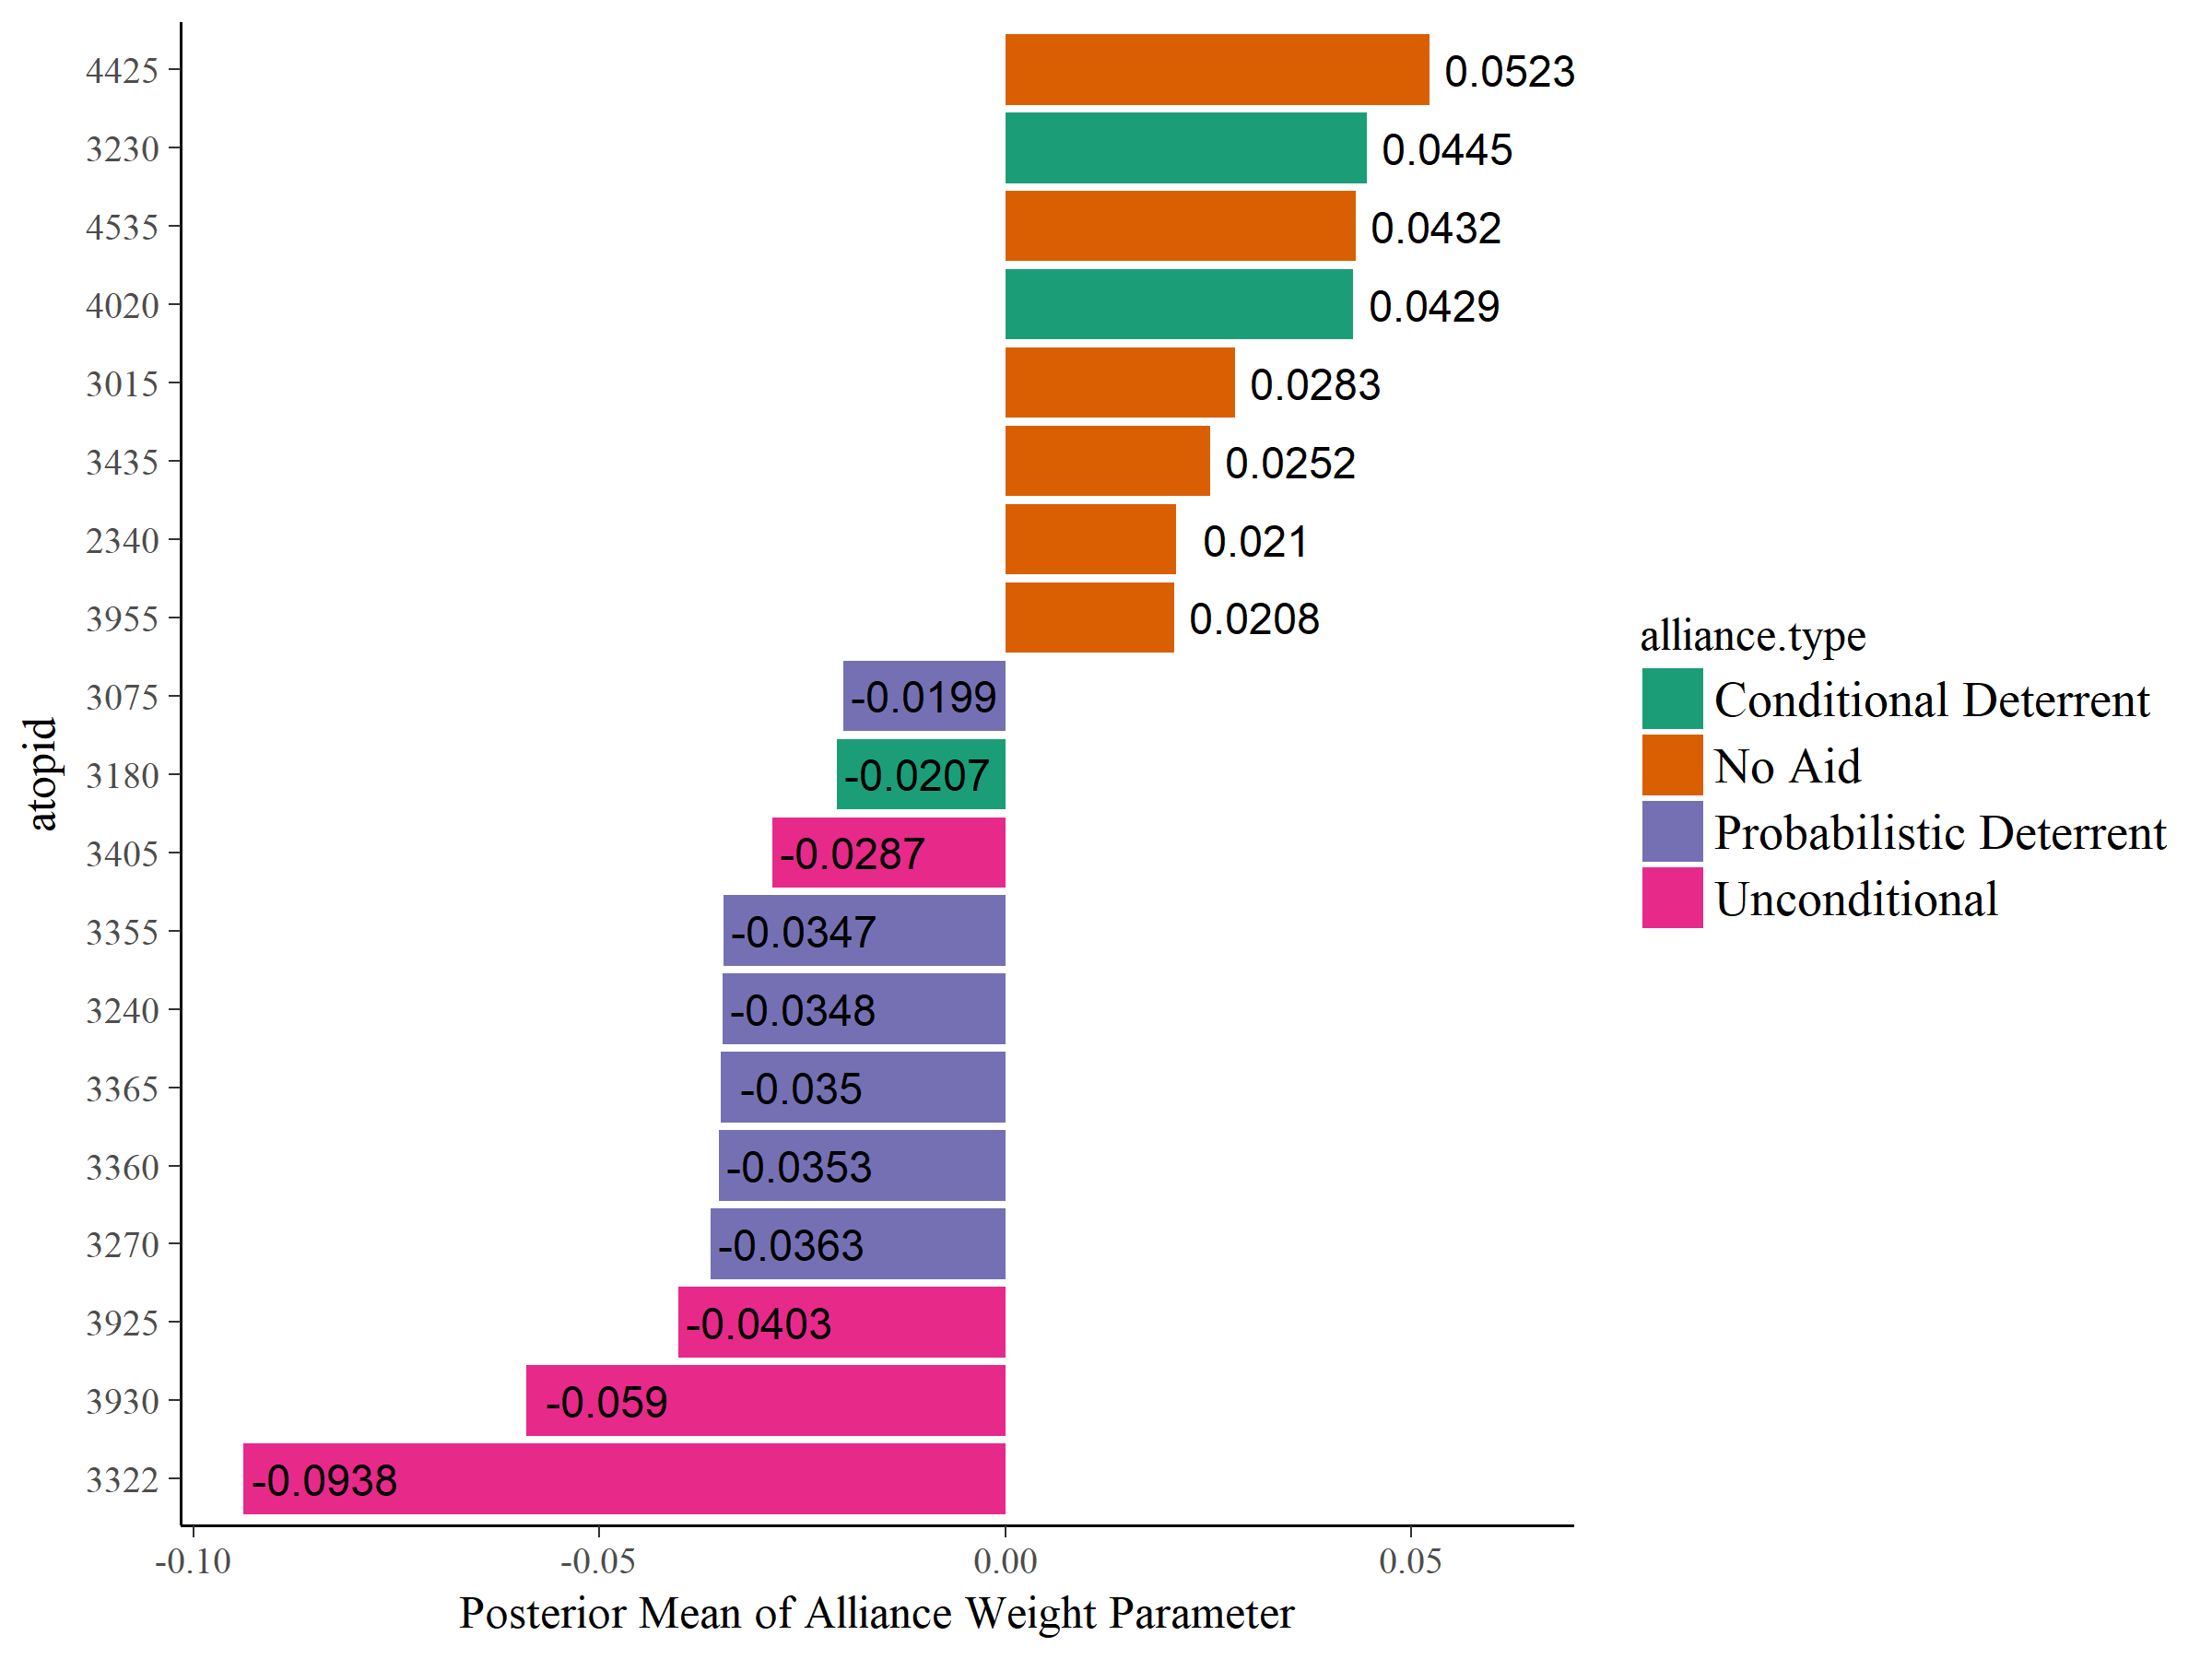 4425 0.0523
3230 0.0445
4535 0.0432
4020 0.0429
3015 0.0283
3435 0.0252
2340 0.021
3955 0.0208
3075 -0.0199
3180 -0.0207
3405 -0.0287
3355 -0.0347
3240 -0.0348
3365 -0.035
3360 -0.0353
3270 -0.0363
3925 -0.0403
3930 -0.059
3322 -0.0938
atopid
-0.10 -0.05 0.00 0.05
Posterior Mean of Alliance Weight Parameter
alliance.type
Conditional Deterrent
No Aid
Probabilistic Deterrent
Unconditional